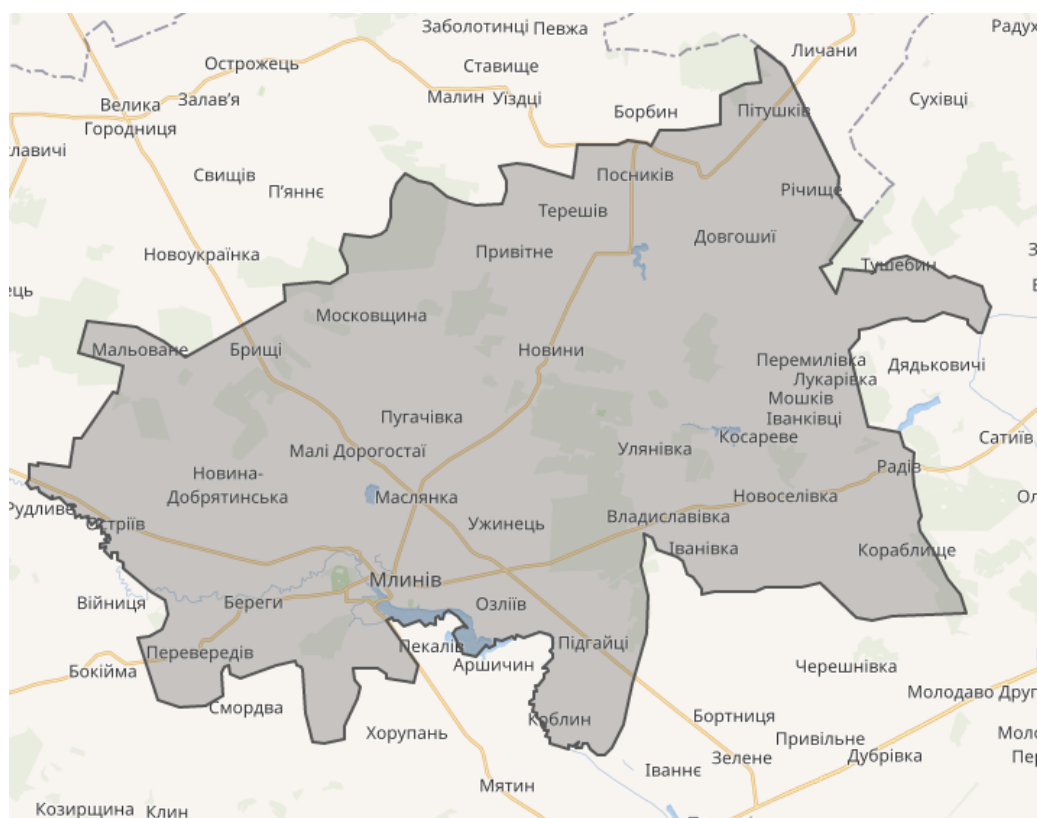 Заболотинці
Певжа
Радух
Личани
Острожець
Ставище
Залав'я
Малин
Уїздці
Сухівці
Велика
Городниця
Борбин
Пітушків
лавичі
Свищів
П'яннє
Посників
Річище
Терешів
Довгошиї
Новоукраїнка
Привітне
Тушебин
ець
Московщина
Мальоване
Брищі
Новини
Перемилівка
Дядьковичі
Лукарівка
Мошків
Пугачівка
Іванківці
Косареве
Сатиїв
Малі Дорогостаї
Улянівка
Новина-
Добрятинська
Радів
Маслянка
Новоселівка
Рудливе
Остріїв
Ужинець
Владиславівка
Іванівка
Кораблище
Млинів
Війниця
Береги
Озліїв
Перевередів
Пекалів
Підгайці
Бокійма
Аршичин
Черешнівка
Смордва
Молодаво Друг
Хорупань
Коблин
Бортниця
Привільне
Дубрівка
Зелене
Іваннє
Мятин
Козирщина
Клин